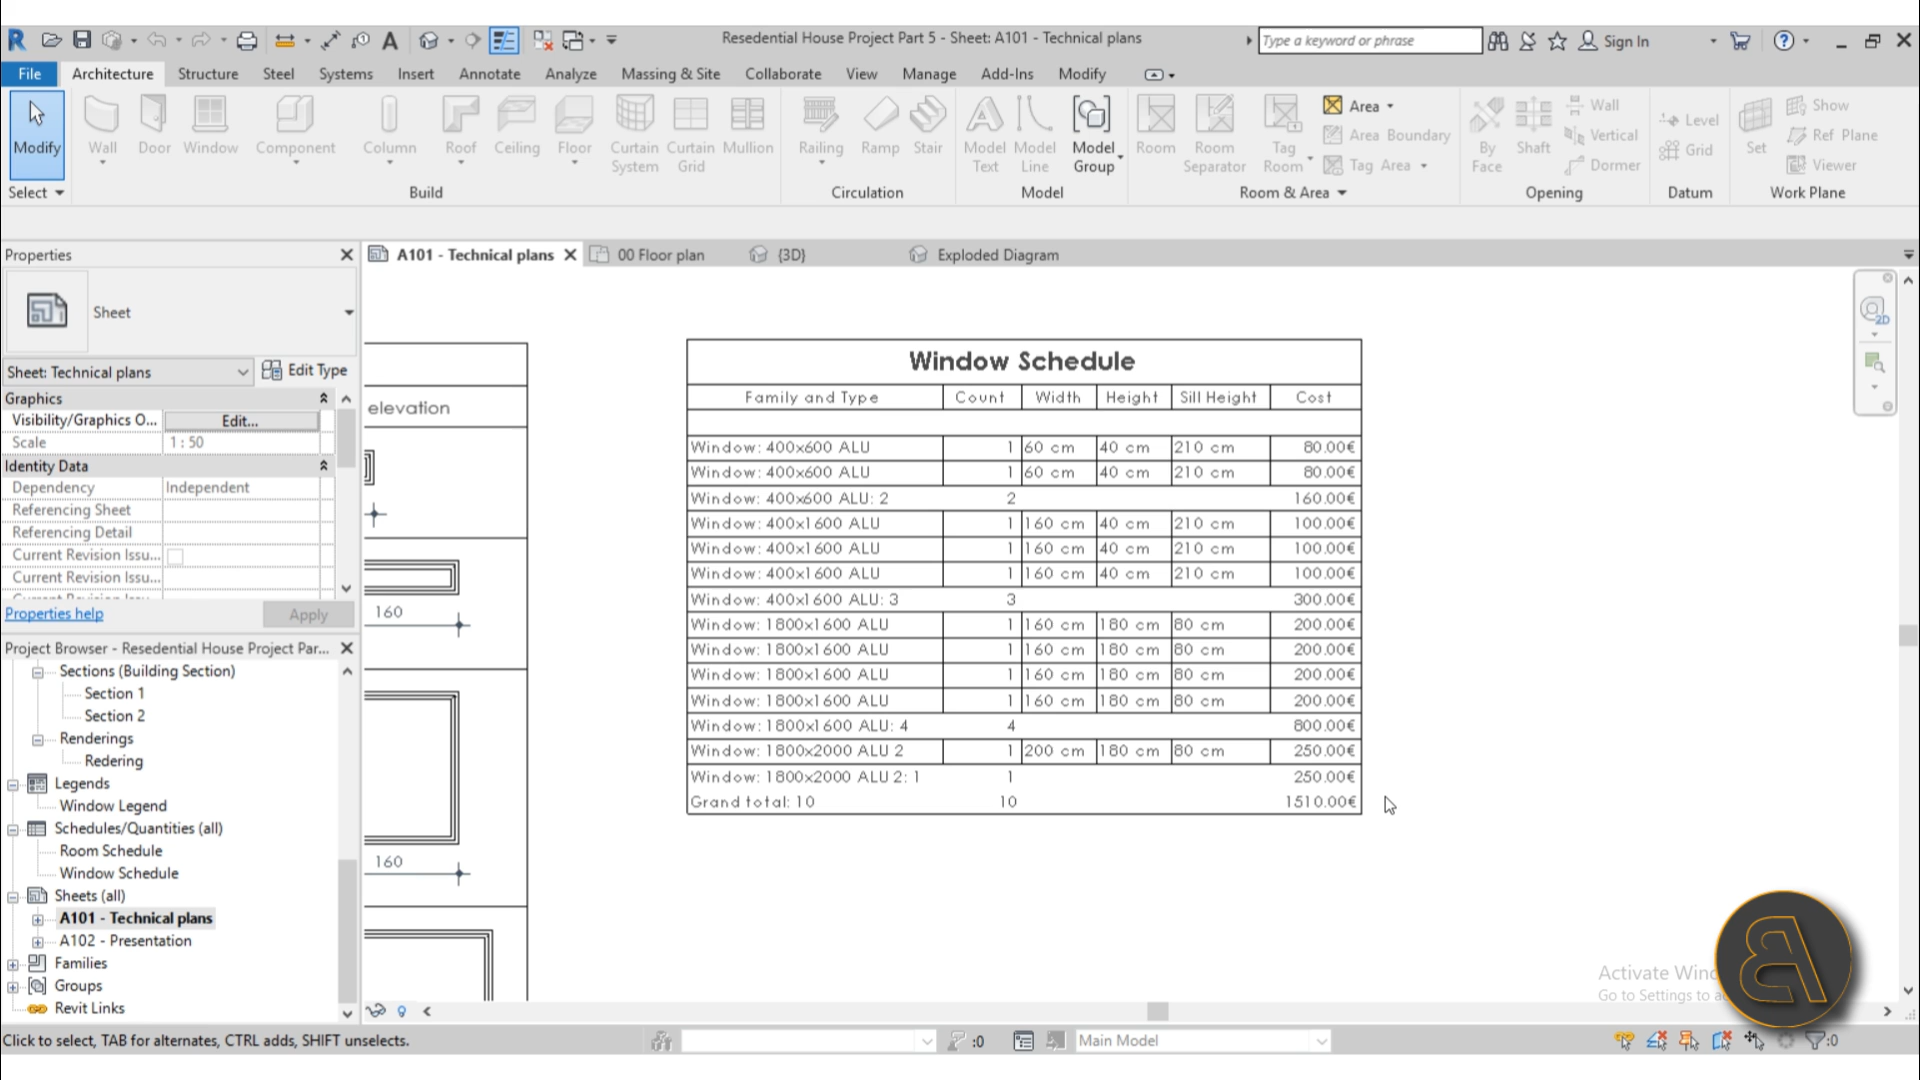 Resedential House Project Part 5 - Sheet: A101 - Technical plans
Type a keyword or phrase
Sign In
File Architecture Structure Steel Systems Insert Annotate Analyze Massing & Site Collaborate View Manage Add-Ins Modify
Modify
Wall Door Window Component Column Roof Ceiling Floor Curtain System Curtain Grid Mullion Railing Ramp Stair Model Text Model Line Model Group Room Room Separator Tag Room
Area
Area Boundary
Tag Area
By Face Shaft
Wall
Vertical
Dormer
Level
Grid
Set
Show
Ref Plane
Viewer
Select Build Circulation Model Room & Area Opening Datum Work Plane
Properties
A101 - Technical plans 00 Floor plan {3D} Exploded Diagram
Sheet
Sheet: Technical plans Edit Type
Graphics
Visibility/Graphics O... Edit...
Scale 1 : 50
Identity Data
Dependency Independent
Referencing Sheet
Referencing Detail
Current Revision Issu...
Current Revision Issu...
Properties help Apply
Project Browser - Resedential House Project Par...
Sections (Building Section)
Section 1
Section 2
Renderings
Redering
Legends
Window Legend
Schedules/Quantities (all)
Room Schedule
Window Schedule
Sheets (all)
A101 - Technical plans
A102 - Presentation
Families
Groups
Revit Links
elevation
160
160
Window Schedule
Family and Type Count Width Height Sill Height Cost
Window: 400x600 ALU 1 60 cm 40 cm 210 cm 80.00€
Window: 400x600 ALU 1 60 cm 40 cm 210 cm 80.00€
Window: 400x600 ALU: 2 2 160.00€
Window: 400x1600 ALU 1 160 cm 40 cm 210 cm 100.00€
Window: 400x1600 ALU 1 160 cm 40 cm 210 cm 100.00€
Window: 400x1600 ALU 1 160 cm 40 cm 210 cm 100.00€
Window: 400x1600 ALU: 3 3 300.00€
Window: 1800x1600 ALU 1 160 cm 180 cm 80 cm 200.00€
Window: 1800x1600 ALU 1 160 cm 180 cm 80 cm 200.00€
Window: 1800x1600 ALU 1 160 cm 180 cm 80 cm 200.00€
Window: 1800x1600 ALU 1 160 cm 180 cm 80 cm 200.00€
Window: 1800x1600 ALU: 4 4 800.00€
Window: 1800x2000 ALU 2 1 200 cm 180 cm 80 cm 250.00€
Window: 1800x2000 ALU 2: 1 1 250.00€
Grand total: 10 10 1510.00€
2D
Activate Wind
Go to Settings to a
Click to select, TAB for alternates, CTRL adds, SHIFT unselects. :0 Main Model :0